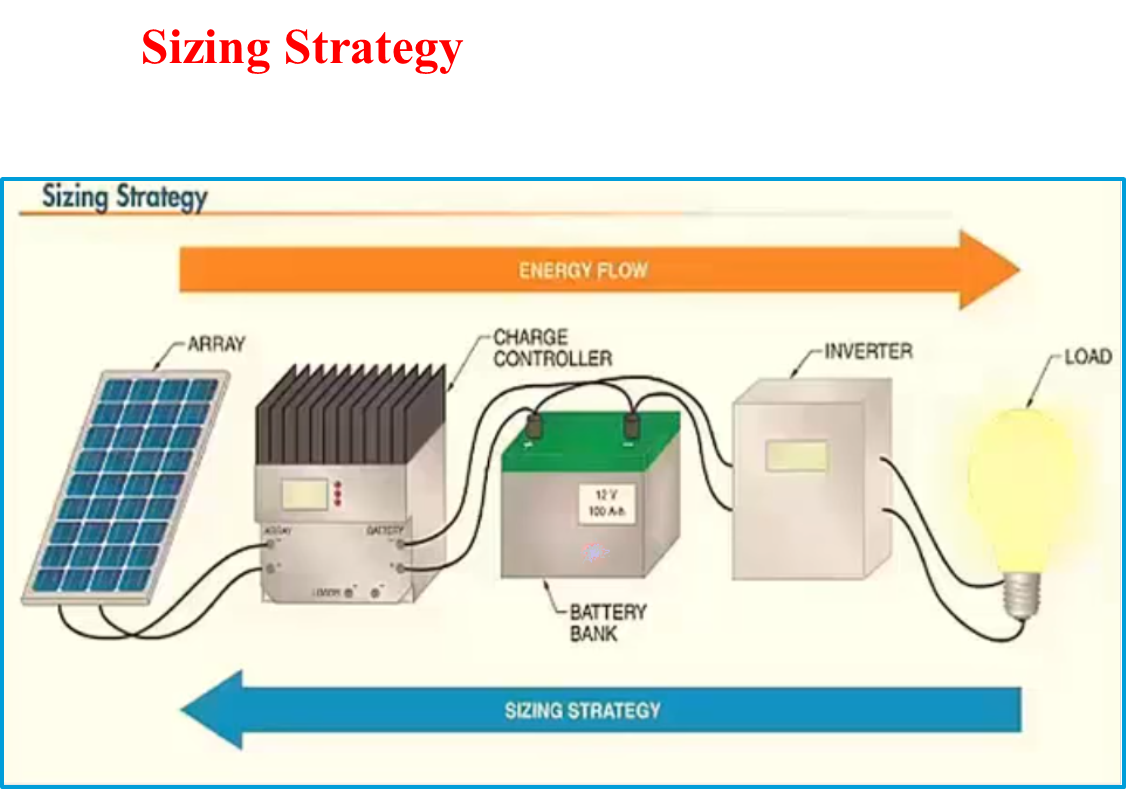 Sizing Strategy
Sizing Strategy
ENERGY FLOW
ARRAY
CHARGE
CONTROLLER
INVERTER
LOAD
12 V
100 A-h
ARRAY
BATTERY
LOADS
BATTERY
BANK
SIZING STRATEGY